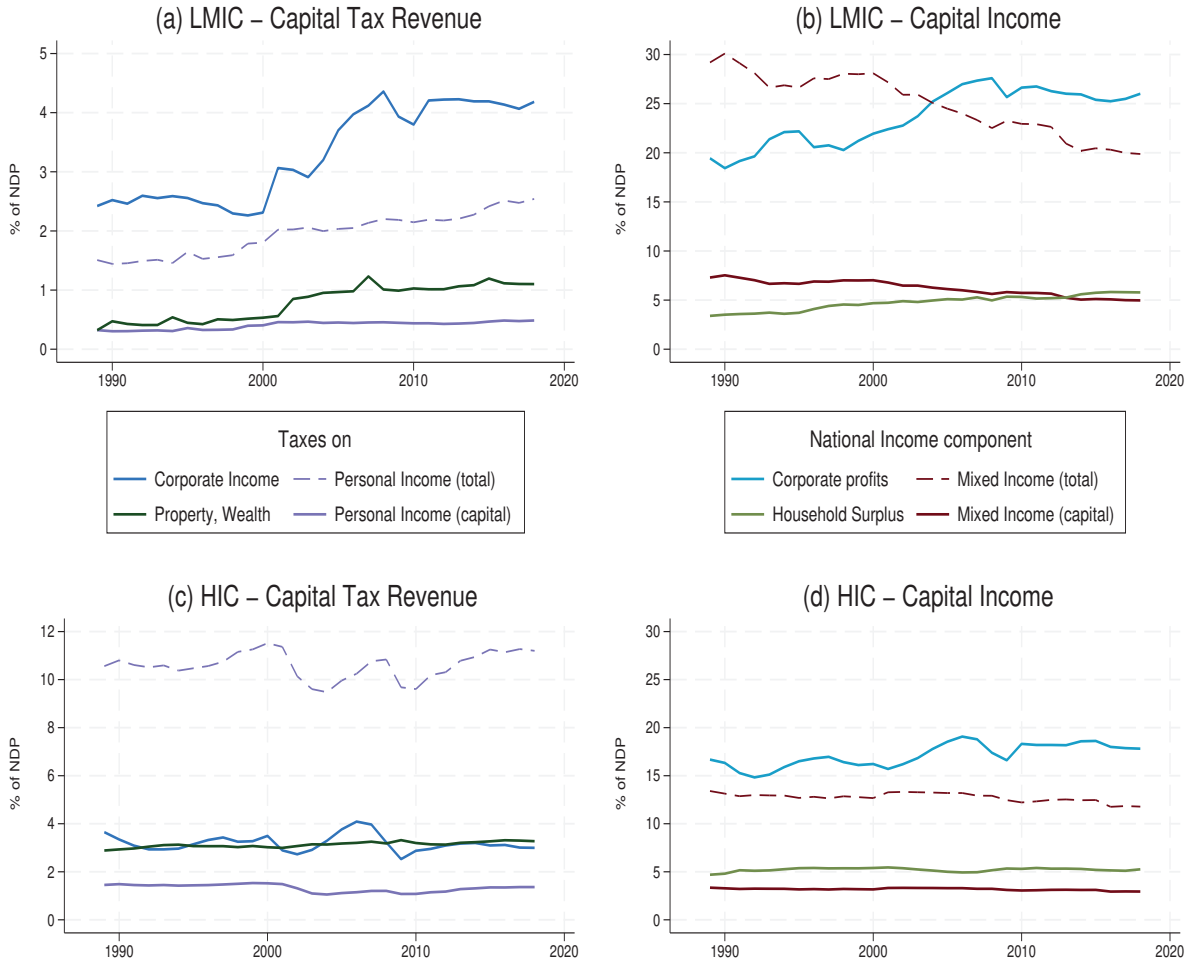 (a) LMIC – Capital Tax Revenue
5
4
3
2
1
0
% of NDP
1990 2000 2010 2020
(b) LMIC – Capital Income
30
25
20
15
10
5
0
% of NDP
1990 2000 2010 2020
Taxes on
Corporate Income Personal Income (total)
Property, Wealth Personal Income (capital)
National Income component
Corporate profits Mixed Income (total)
Household Surplus Mixed Income (capital)
(c) HIC – Capital Tax Revenue
12
10
8
6
4
2
0
% of NDP
1990 2000 2010 2020
(d) HIC – Capital Income
30
25
20
15
10
5
0
% of NDP
1990 2000 2010 2020